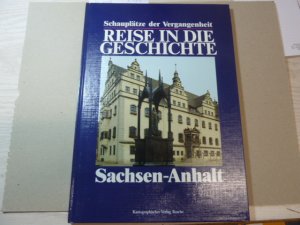 Schauplätze der Vergangenheit
REISE IN DIE
GESCHICHTE
Sachsen-Anhalt
Kartographischer Verlag Busche